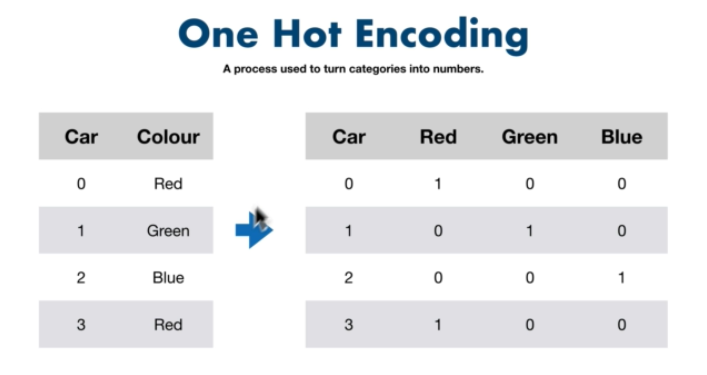 One Hot Encoding
A process used to turn categories into numbers.
Car Colour
0 Red
1 Green
2 Blue
3 Red
Car Red Green Blue
0 1 0 0
1 0 1 0
2 0 0 1
3 1 0 0